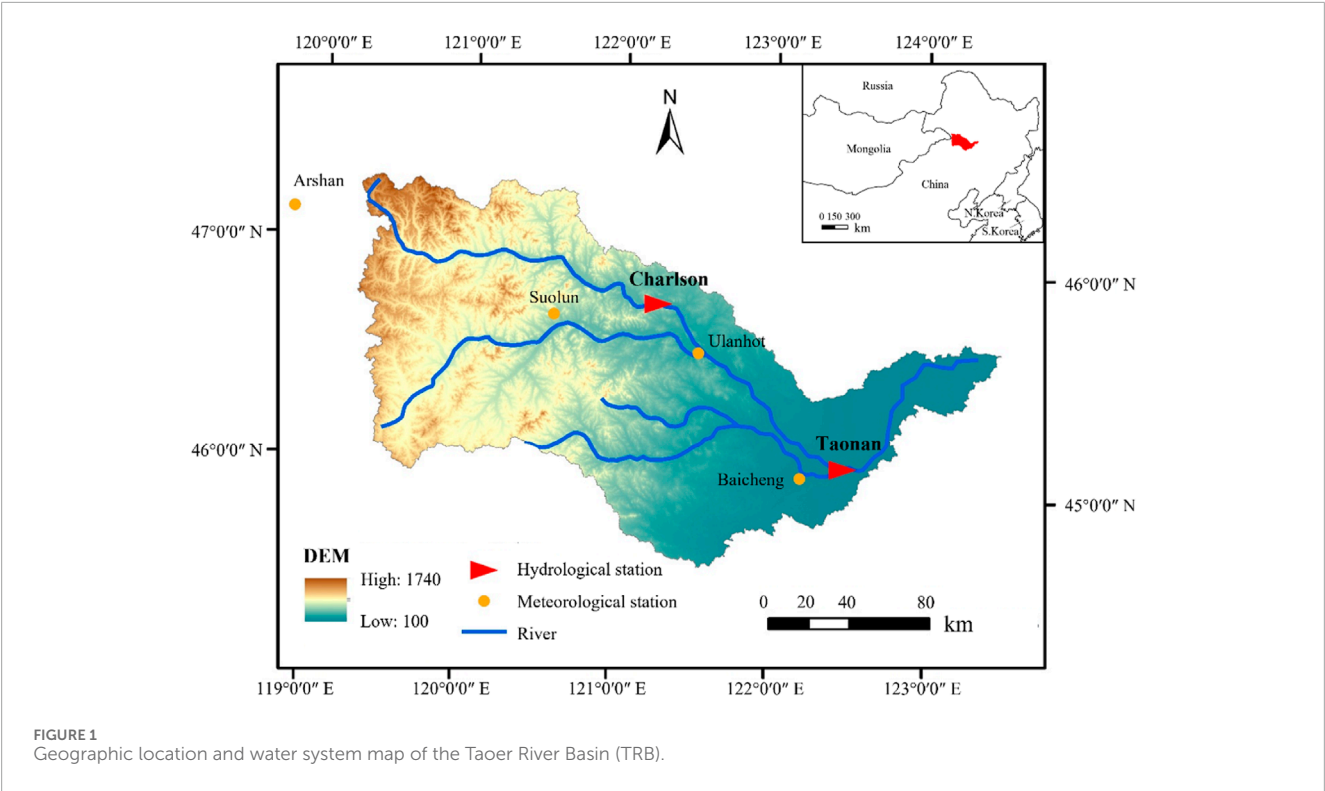 120°0′0″ E
121°0′0″ E
122°0′0″ E
123°0′0″ E
124°0′0″ E
N
Russia
Mongolia
China
N.Korea
S.Korea
0 150 300
km
Arshan
47°0′0″ N
Charlson
46°0′0″ N
Suolun
Ulanhot
46°0′0″ N
Taonan
Baicheng
45°0′0″ N
DEM
High: 1740
Low: 100
Hydrological station
Meteorological station
River
0 20 40 80
km
119°0′0″ E
120°0′0″ E
121°0′0″ E
122°0′0″ E
123°0′0″ E
FIGURE 1
Geographic location and water system map of the Taoer River Basin (TRB).